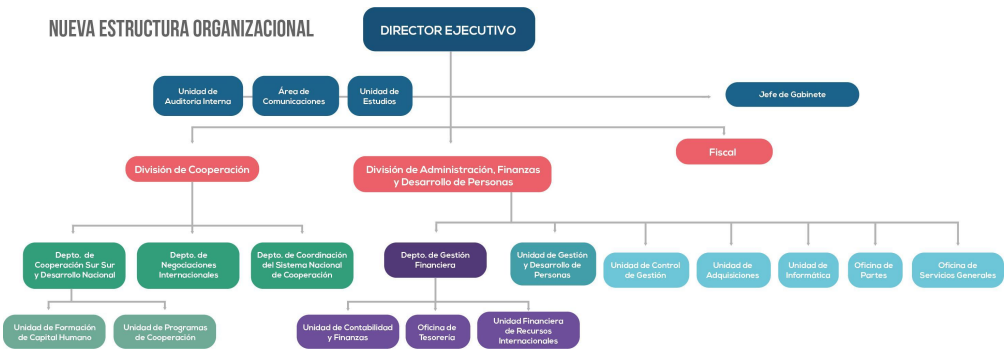 NUEVA ESTRUCTURA ORGANIZACIONAL
DIRECTOR EJECUTIVO
Unidad de
Auditoría Interna
Área de
Comunicaciones
Unidad de
Estudios
Jefe de Gabinete
División de Cooperación
División de Administración, Finanzas
y Desarrollo de Personas
Fiscal
Depto. de
Cooperación Sur Sur
y Desarrollo Nacional
Depto. de
Negociaciones
Internacionales
Depto. de Coordinación
del Sistema Nacional
de Cooperación
Depto. de Gestión
Financiera
Unidad de Gestión
y Desarrollo de
Personas
Unidad de Control
de Gestión
Unidad de
Adquisiciones
Unidad de
Informática
Oficina de
Partes
Oficina de
Servicios Generales
Unidad de Formación
de Capital Humano
Unidad de Programas
de Cooperación
Unidad de Contabilidad
y Finanzas
Oficina de
Tesorería
Unidad Financiera
de Recursos
Internacionales